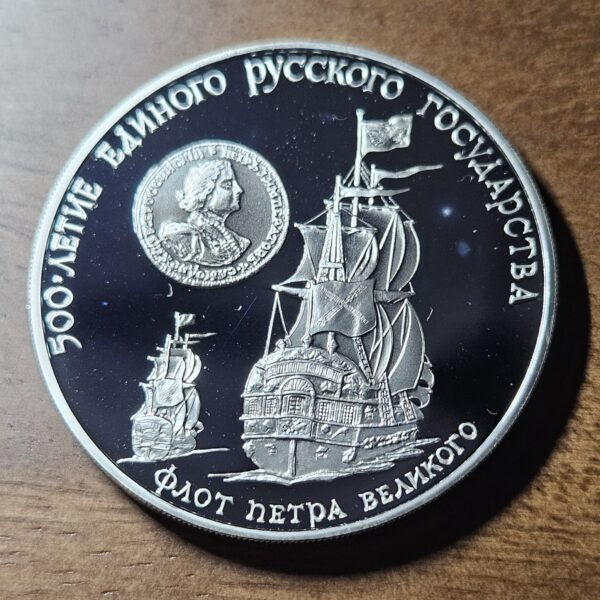 500·ЛЕТИЕ ЕДИНОГО РУССКОГО ГОСУДАРСТВА
ФЛОТ ПЕТРА ВЕЛИКОГО